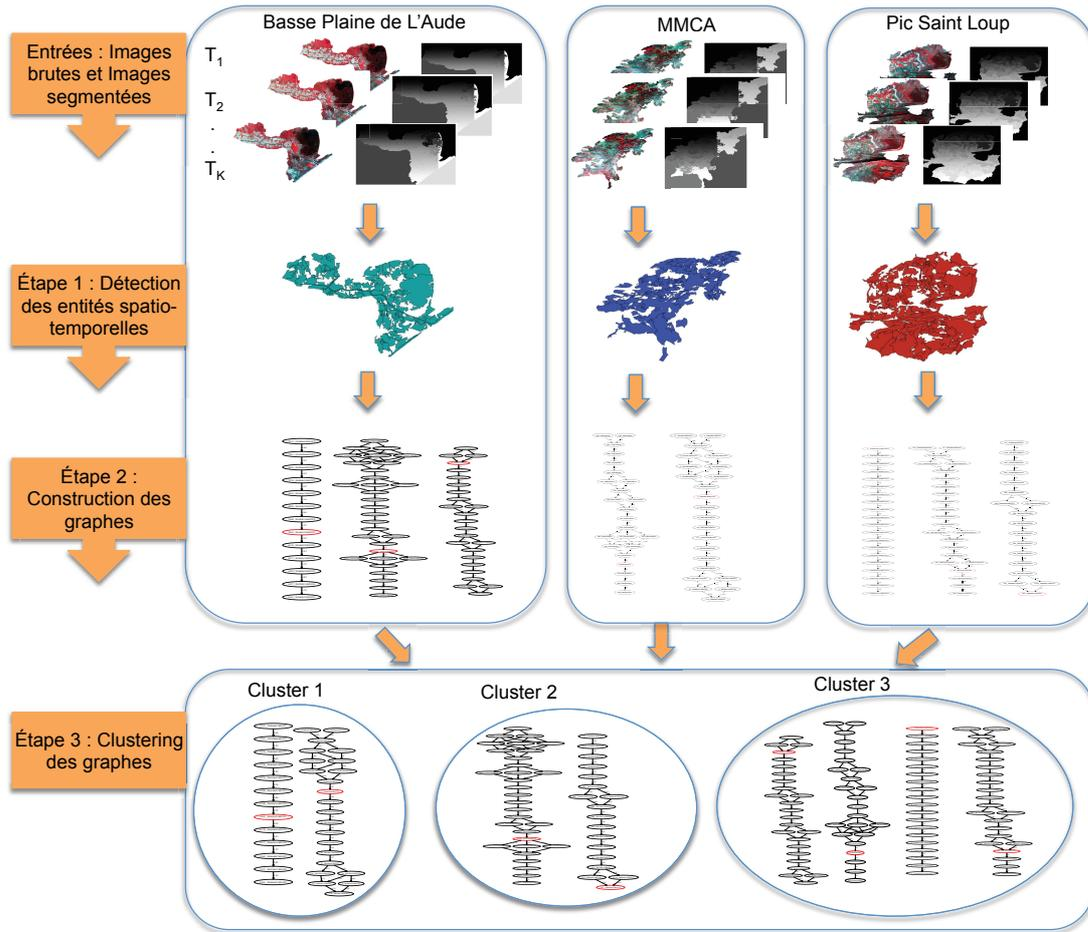 Basse Plaine de L'Aude
MMCA
Pic Saint Loup
Entrées : Images
brutes et Images
segmentées
T1
T2
.
.
TK
Étape 1 : Détection
des entités spatio-
temporelles
Étape 2 :
Construction des
graphes
Cluster 1
Cluster 2
Cluster 3
Étape 3 : Clustering
des graphes